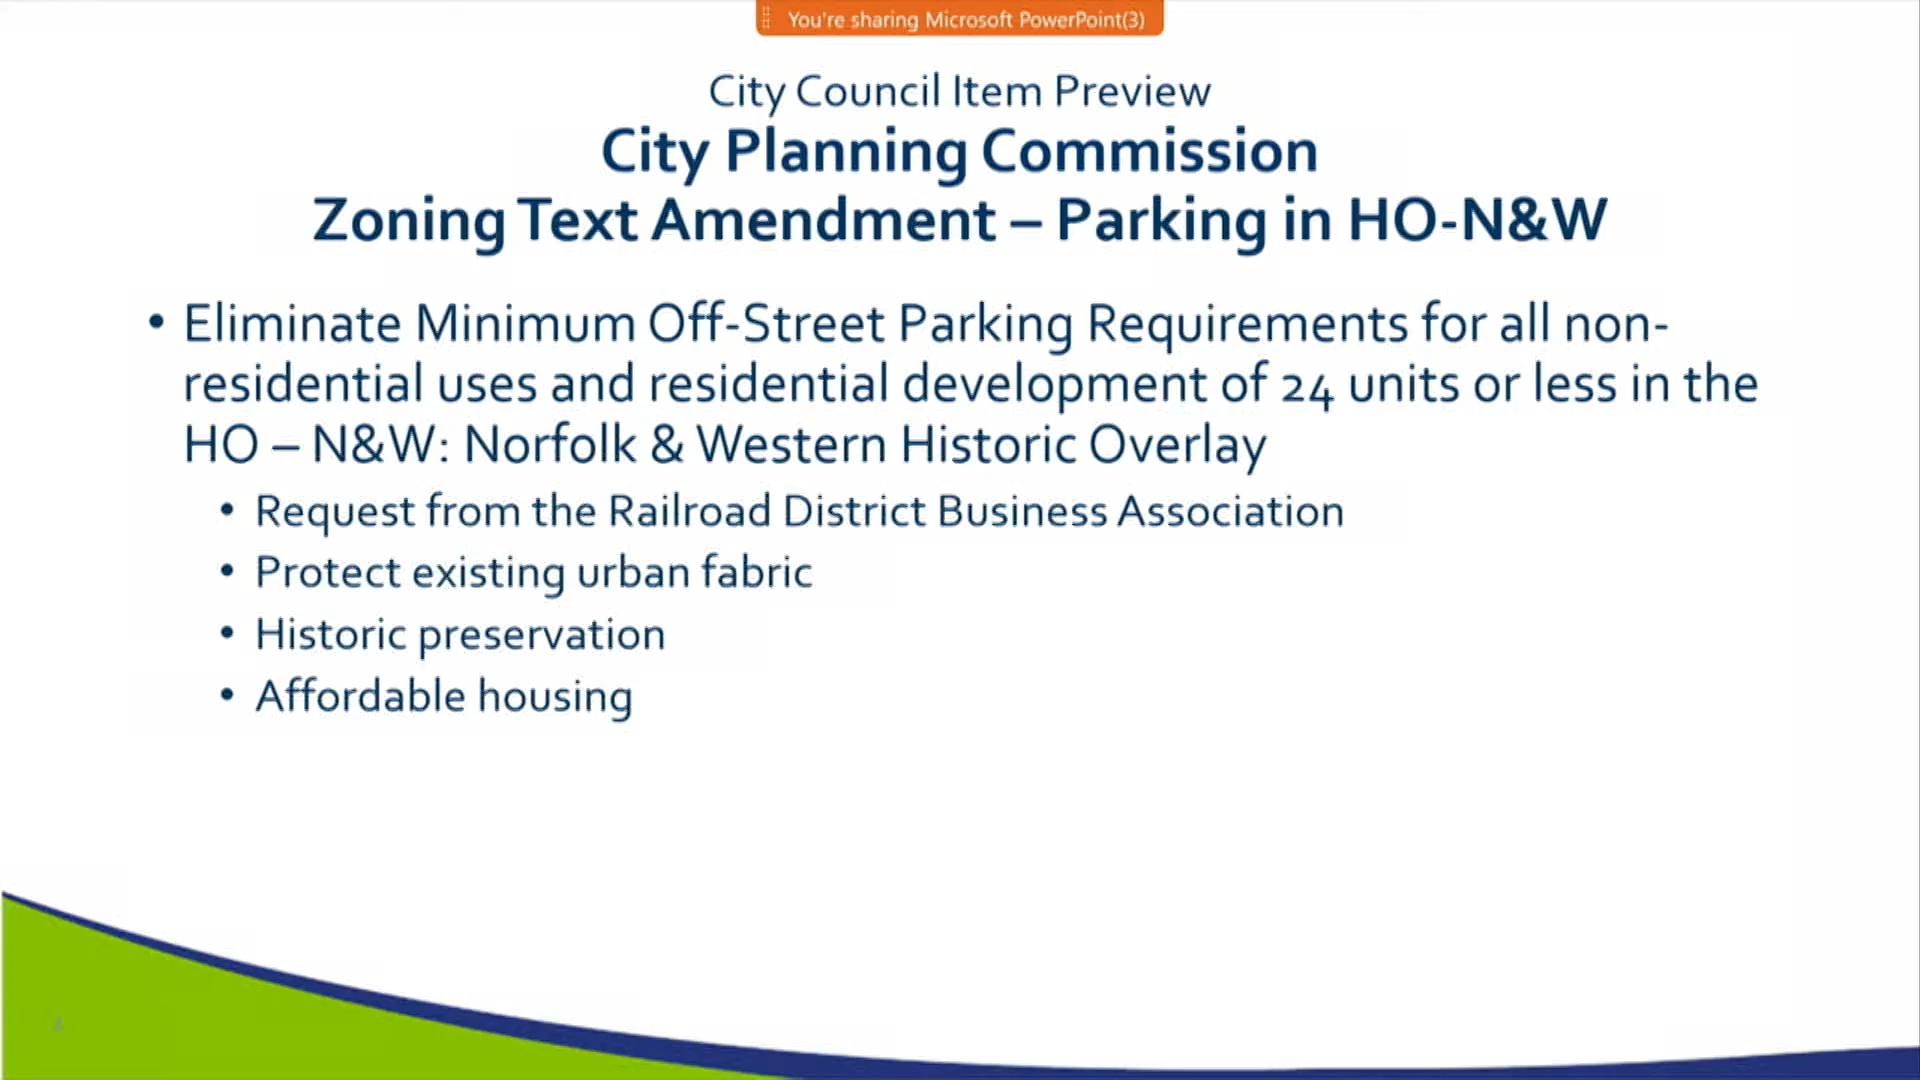 You're sharing Microsoft PowerPoint(3)
City Council Item Preview
City Planning Commission
Zoning Text Amendment – Parking in HO-N&W
• Eliminate Minimum Off-Street Parking Requirements for all non-
residential uses and residential development of 24 units or less in the
HO – N&W: Norfolk & Western Historic Overlay
• Request from the Railroad District Business Association
• Protect existing urban fabric
• Historic preservation
• Affordable housing